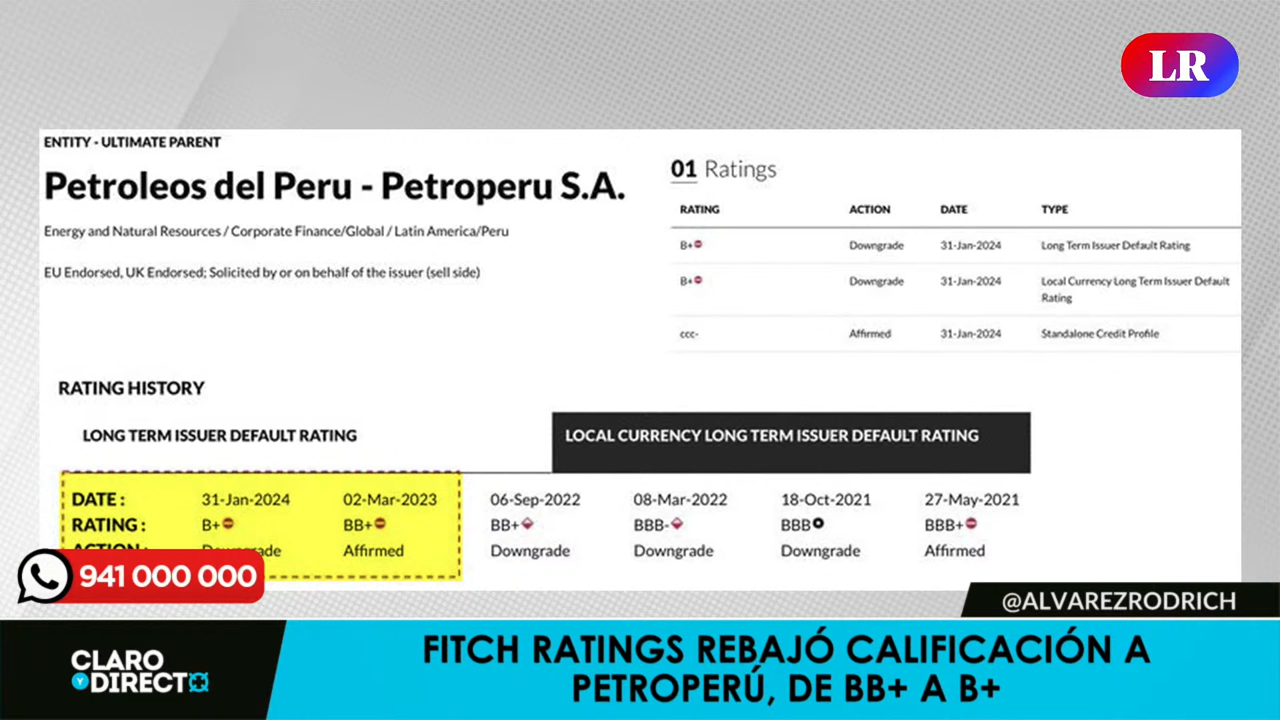 LR
ENTITY - ULTIMATE PARENT
Petroleos del Peru - Petroperu S.A.
Energy and Natural Resources / Corporate Finance/Global / Latin America/Peru
EU Endorsed, UK Endorsed; Solicited by or on behalf of the issuer (sell side)
01 Ratings
RATING ACTION DATE TYPE
B+ Downgrade 31-Jan-2024 Long Term Issuer Default Rating
B+ Downgrade 31-Jan-2024 Local Currency Long Term Issuer Default
Rating
ccc- Affirmed 31-Jan-2024 Standalone Credit Profile
RATING HISTORY
LONG TERM ISSUER DEFAULT RATING
LOCAL CURRENCY LONG TERM ISSUER DEFAULT RATING
DATE : 31-Jan-2024 02-Mar-2023 06-Sep-2022 08-Mar-2022 18-Oct-2021 27-May-2021
RATING : B+ BB+ BB+ BBB- BBB BBB+
ACTION : Downgrade Affirmed Downgrade Downgrade Downgrade Affirmed
941 000 000
@ALVAREZRODRICH
CLARO
Y DIRECTO
FITCH RATINGS REBAJÓ CALIFICACIÓN A
PETROPERÚ, DE BB+ A B+